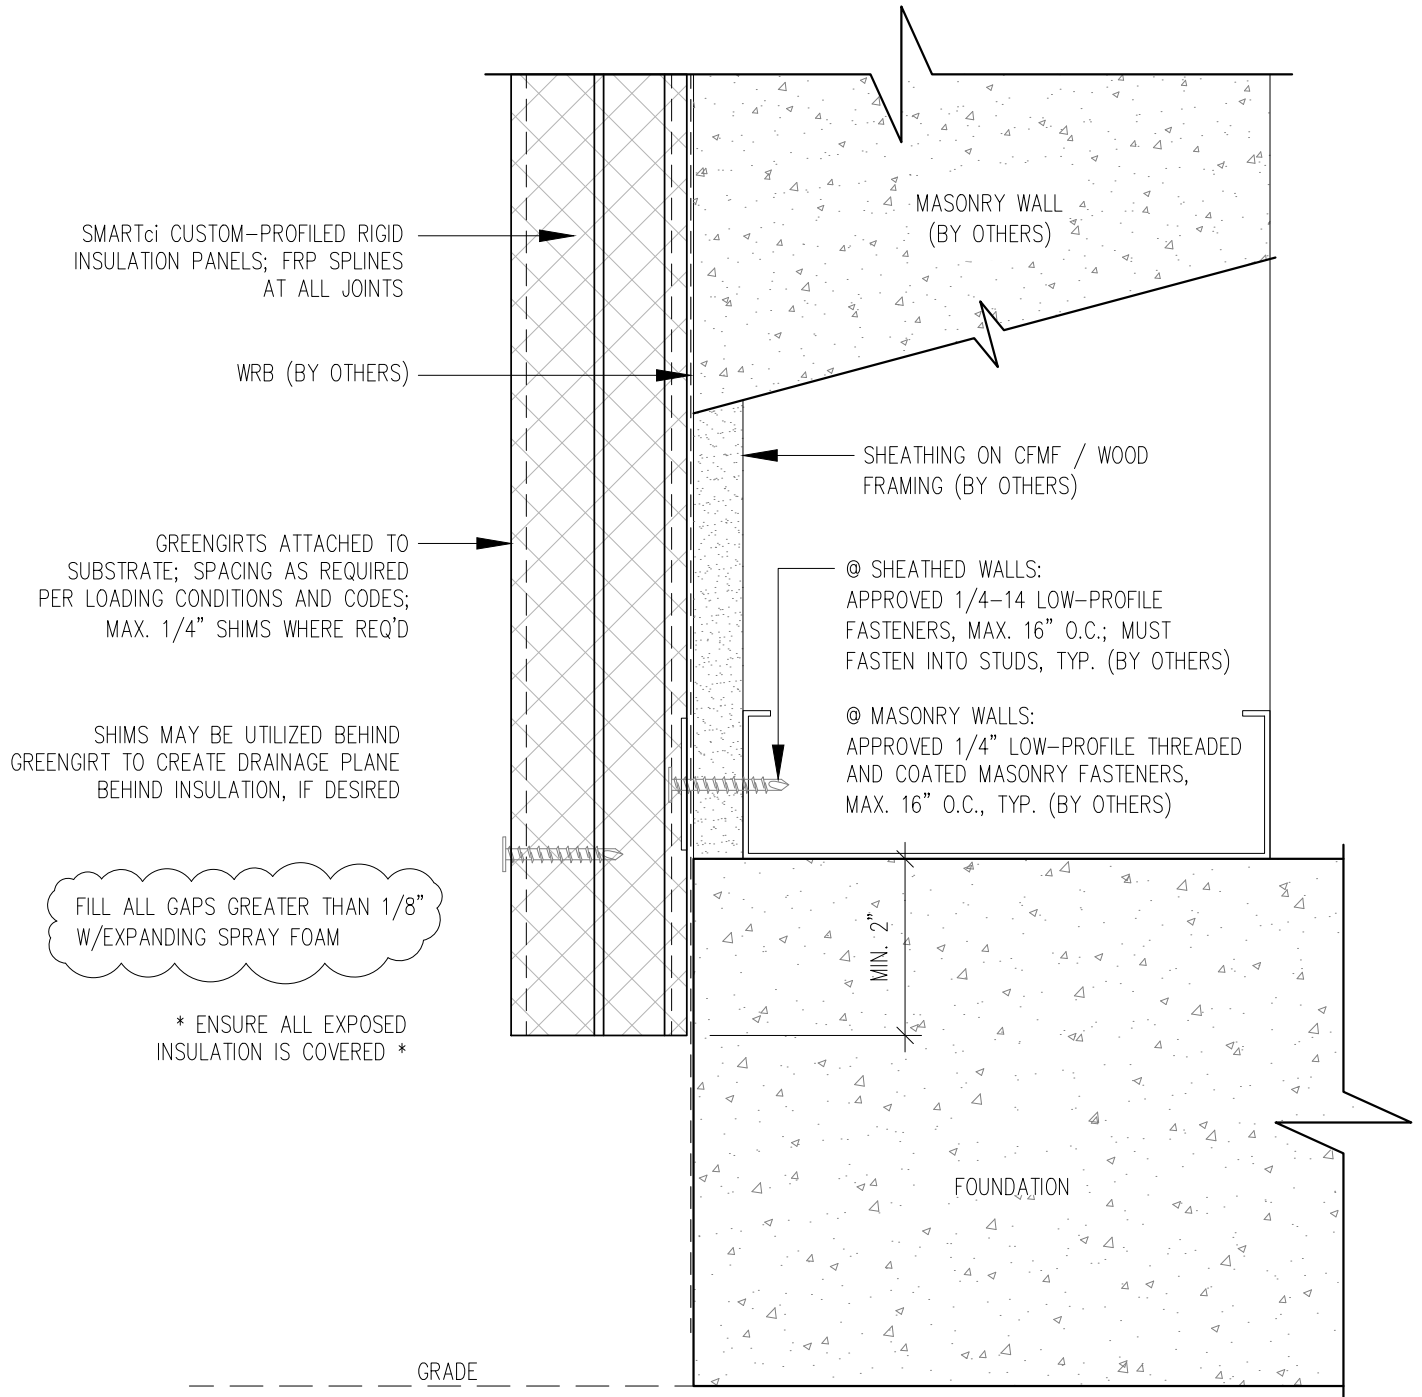 MASONRY WALL
(BY OTHERS)
SMARTci CUSTOM-PROFILED RIGID
INSULATION PANELS; FRP SPLINES
AT ALL JOINTS
WRB (BY OTHERS)
SHEATHING ON CFMF / WOOD
FRAMING (BY OTHERS)
GREENGIRTS ATTACHED TO
SUBSTRATE; SPACING AS REQUIRED
PER LOADING CONDITIONS AND CODES;
MAX. 1/4" SHIMS WHERE REQ'D
@ SHEATHED WALLS:
APPROVED 1/4-14 LOW-PROFILE
FASTENERS, MAX. 16" O.C.; MUST
FASTEN INTO STUDS, TYP. (BY OTHERS)
@ MASONRY WALLS:
APPROVED 1/4" LOW-PROFILE THREADED
AND COATED MASONRY FASTENERS,
MAX. 16" O.C., TYP. (BY OTHERS)
SHIMS MAY BE UTILIZED BEHIND
GREENGIRT TO CREATE DRAINAGE PLANE
BEHIND INSULATION, IF DESIRED
FILL ALL GAPS GREATER THAN 1/8"
W/EXPANDING SPRAY FOAM
MIN. 2"
* ENSURE ALL EXPOSED
INSULATION IS COVERED *
FOUNDATION
GRADE